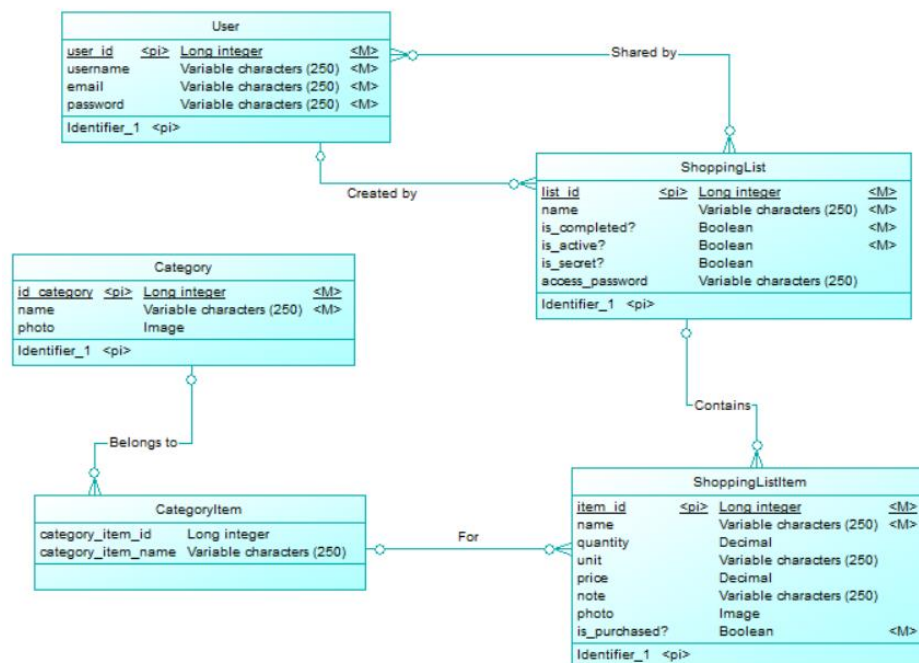 User
user_id <pi> Long integer <M>
username Variable characters (250) <M>
email Variable characters (250) <M>
password Variable characters (250) <M>
Identifier_1 <pi>
Shared by
Created by
ShoppingList
list_id <pi> Long integer <M>
name Variable characters (250) <M>
is_completed? Boolean <M>
is_active? Boolean <M>
is_secret? Boolean
access_password Variable characters (250)
Identifier_1 <pi>
Category
id_category <pi> Long integer <M>
name Variable characters (250) <M>
photo Image
Identifier_1 <pi>
Contains
Belongs to
CategoryItem
category_item_id Long integer
category_item_name Variable characters (250)
For
ShoppingListItem
item_id <pi> Long integer <M>
name Variable characters (250) <M>
quantity Decimal
unit Variable characters (250)
price Decimal
note Variable characters (250)
photo Image
is_purchased? Boolean <M>
Identifier_1 <pi>